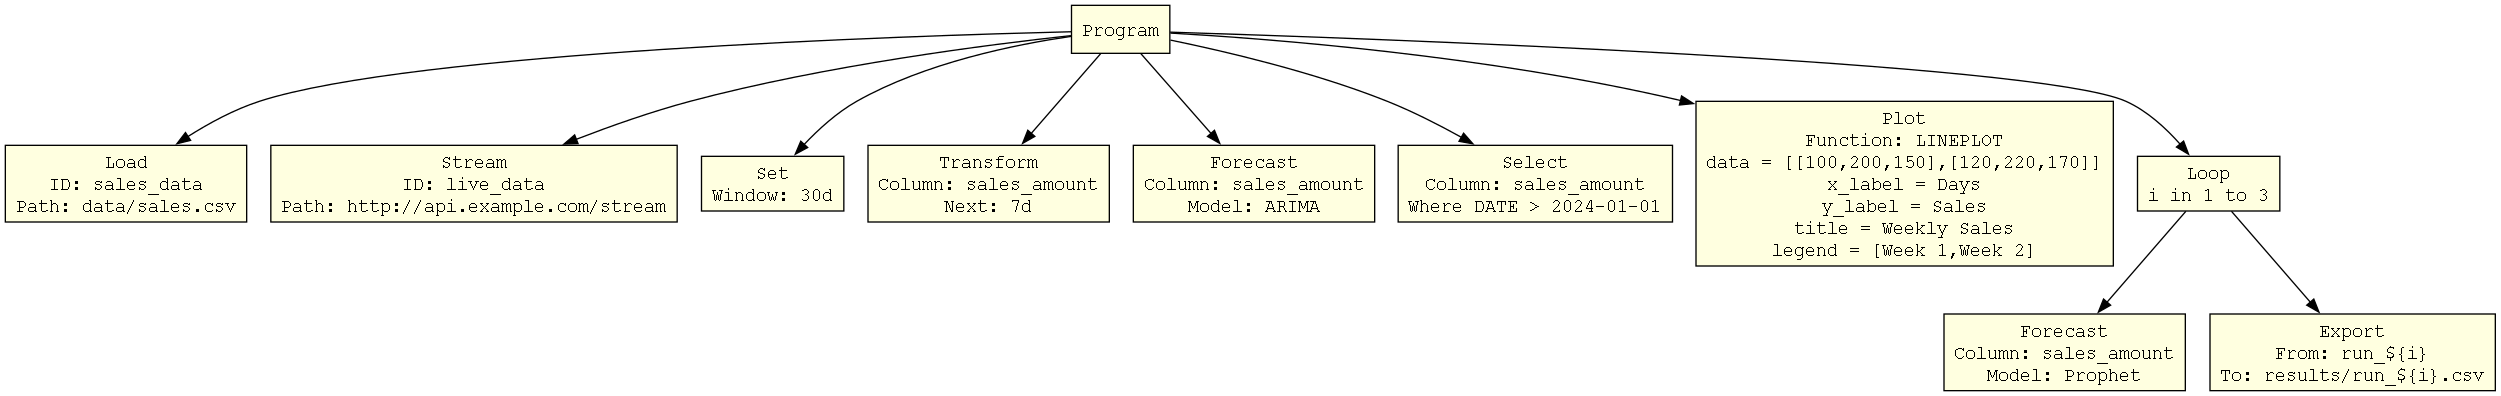 Program
Load
ID: sales_data
Path: data/sales.csv
Stream
ID: live_data
Path: http://api.example.com/stream
Set
Window: 30d
Transform
Column: sales_amount
Next: 7d
Forecast
Column: sales_amount
Model: ARIMA
Select
Column: sales_amount
Where DATE > 2024-01-01
Plot
Function: LINEPLOT
data = [[100,200,150],[120,220,170]]
x_label = Days
y_label = Sales
title = Weekly Sales
legend = [Week 1,Week 2]
Loop
i in 1 to 3
Forecast
Column: sales_amount
Model: Prophet
Export
From: run_${i}
To: results/run_${i}.csv